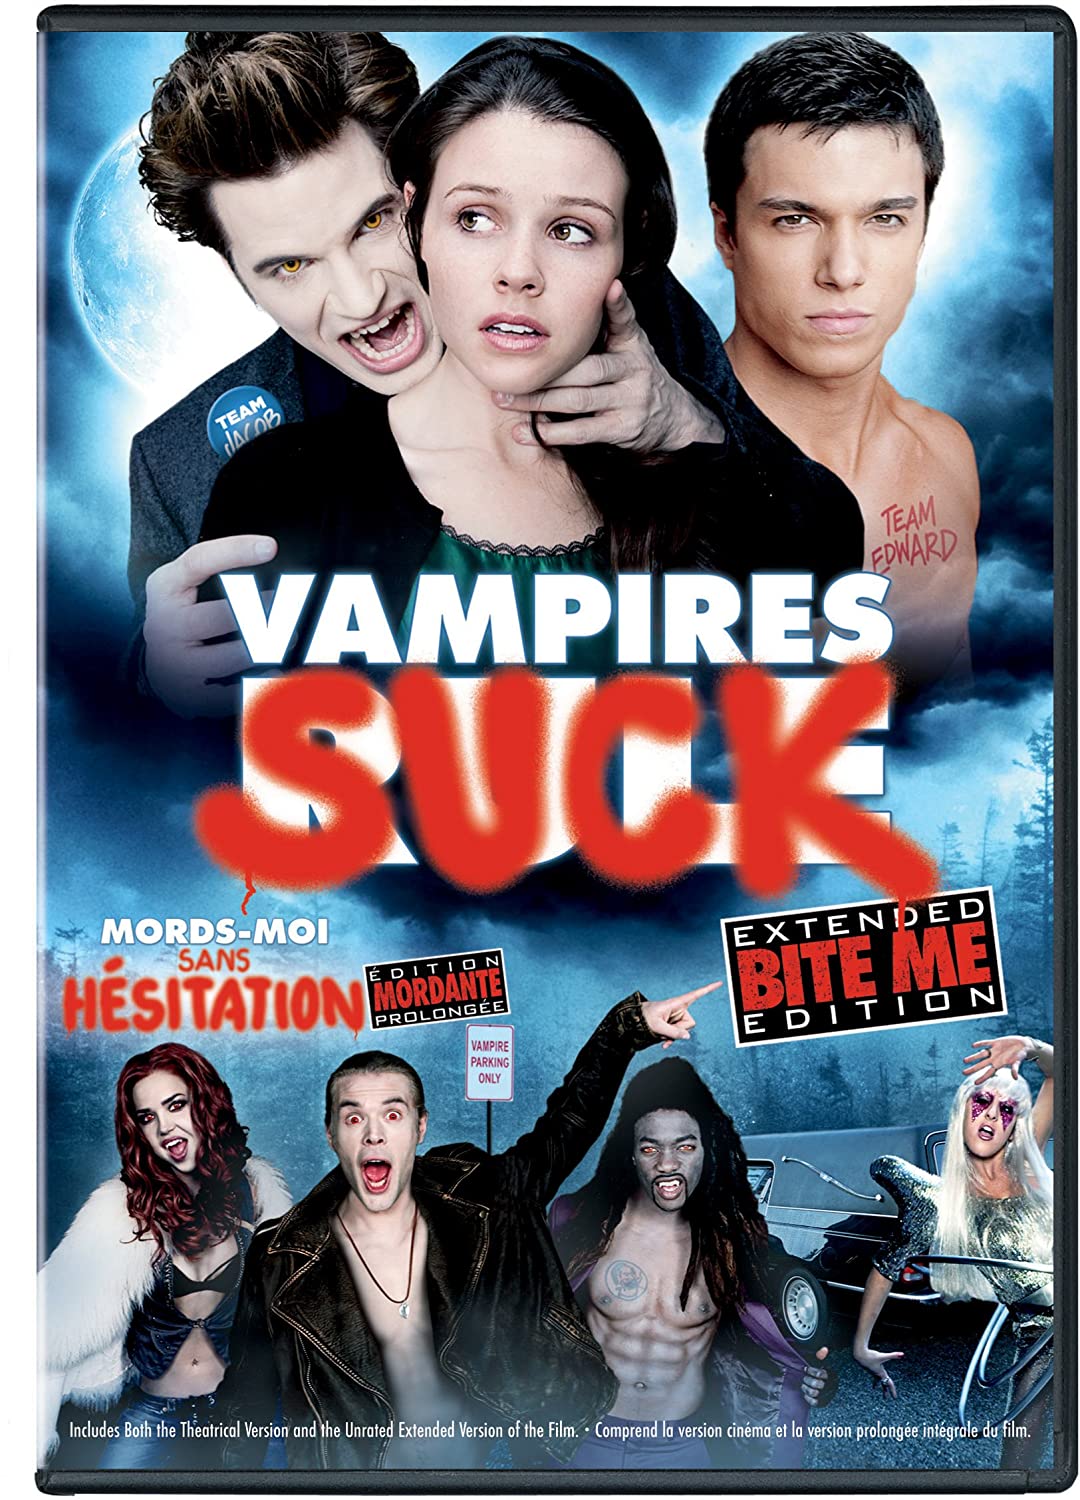 TEAM
JACOB
TEAM
EDWARD
VAMPIRES
SUCK
MORDS-MOI
SANS
HÉSITATION
ÉDITION
MORDANTE
PROLONGÉE
EXTENDED
BITE ME
EDITION
VAMPIRE
PARKING
ONLY
Includes Both the Theatrical Version and the Unrated Extended Version of the Film. • Comprend la version cinéma et la version prolongée intégrale du film.